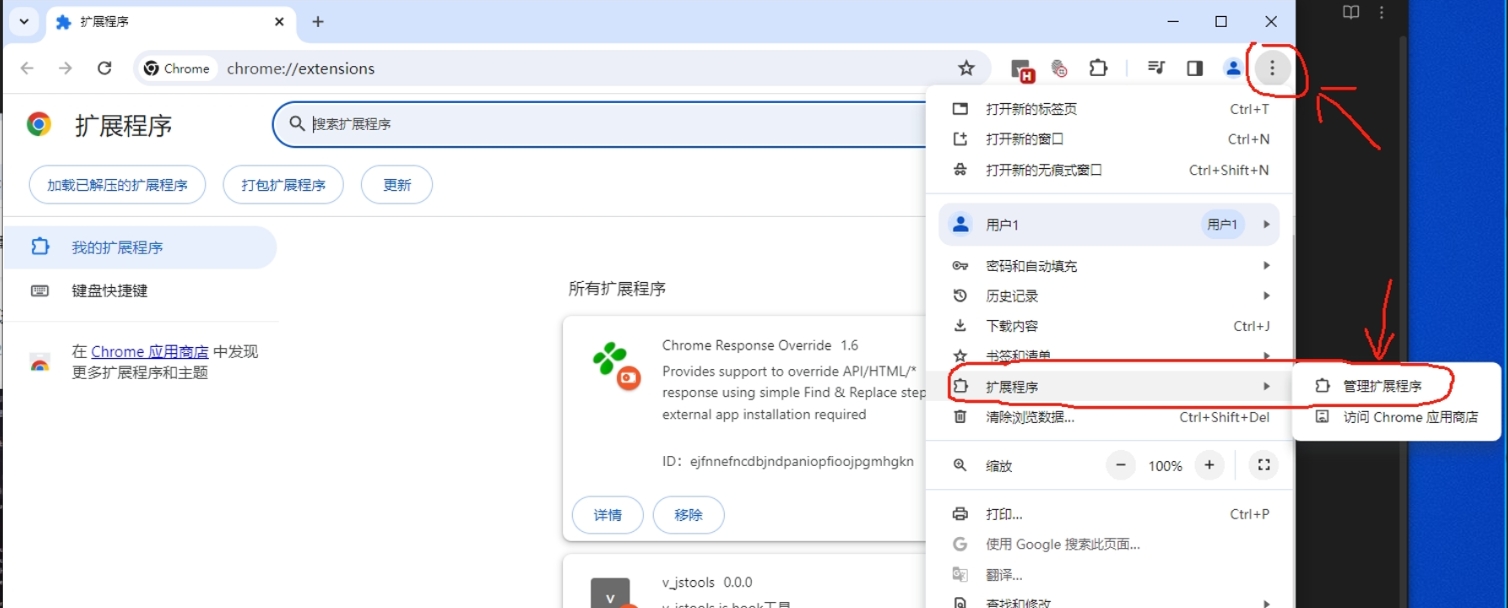 扩展程序
Chrome
chrome://extensions
H
扩展程序
搜索扩展程序
加载已解压的扩展程序
打包扩展程序
更新
我的扩展程序
键盘快捷键
在 Chrome 应用商店 中发现
更多扩展程序和主题
所有扩展程序
Chrome Response Override 1.6
Provides support to override API/HTML/*
response using simple Find & Replace step
external app installation required
ID: ejfnnefncdbjndpaniopfioojpgmhgkn
详情
移除
v
v_jstools 0.0.0
v_jstools js hook工具
打开新的标签页 Ctrl+T
打开新的窗口 Ctrl+N
打开新的无痕式窗口 Ctrl+Shift+N
用户1 用户1
密码和自动填充
历史记录
下载内容 Ctrl+J
书签和清单
扩展程序
清除浏览数据... Ctrl+Shift+Del
缩放 − 100% +
打印... Ctrl+P
使用 Google 搜索此页面...
翻译...
查找和修改
管理扩展程序
访问 Chrome 应用商店